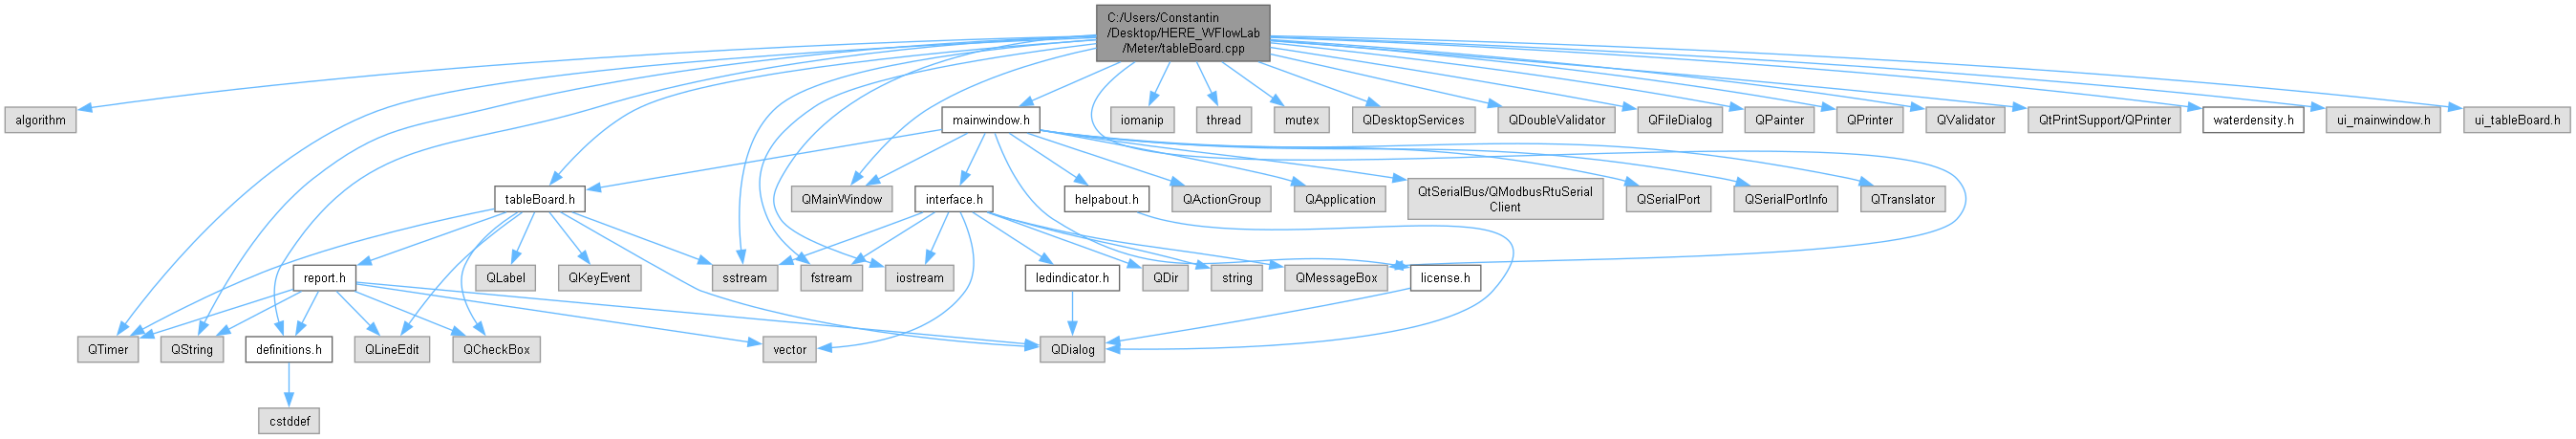 C:/Users/Constantin
/Desktop/HERE_WFlowLab
/Meter/tableBoard.cpp
algorithm
mainwindow.h
iomanip
thread
mutex
QDesktopServices
QDoubleValidator
QFileDialog
QPainter
QPrinter
QValidator
QtPrintSupport/QPrinter
waterdensity.h
ui_mainwindow.h
ui_tableBoard.h
tableBoard.h
QMainWindow
interface.h
helpabout.h
QActionGroup
QApplication
QtSerialBus/QModbusRtuSerial
Client
QSerialPort
QSerialPortInfo
QTranslator
report.h
QLabel
QKeyEvent
sstream
fstream
iostream
ledindicator.h
QDir
string
QMessageBox
license.h
QTimer
QString
definitions.h
QLineEdit
QCheckBox
vector
QDialog
cstddef